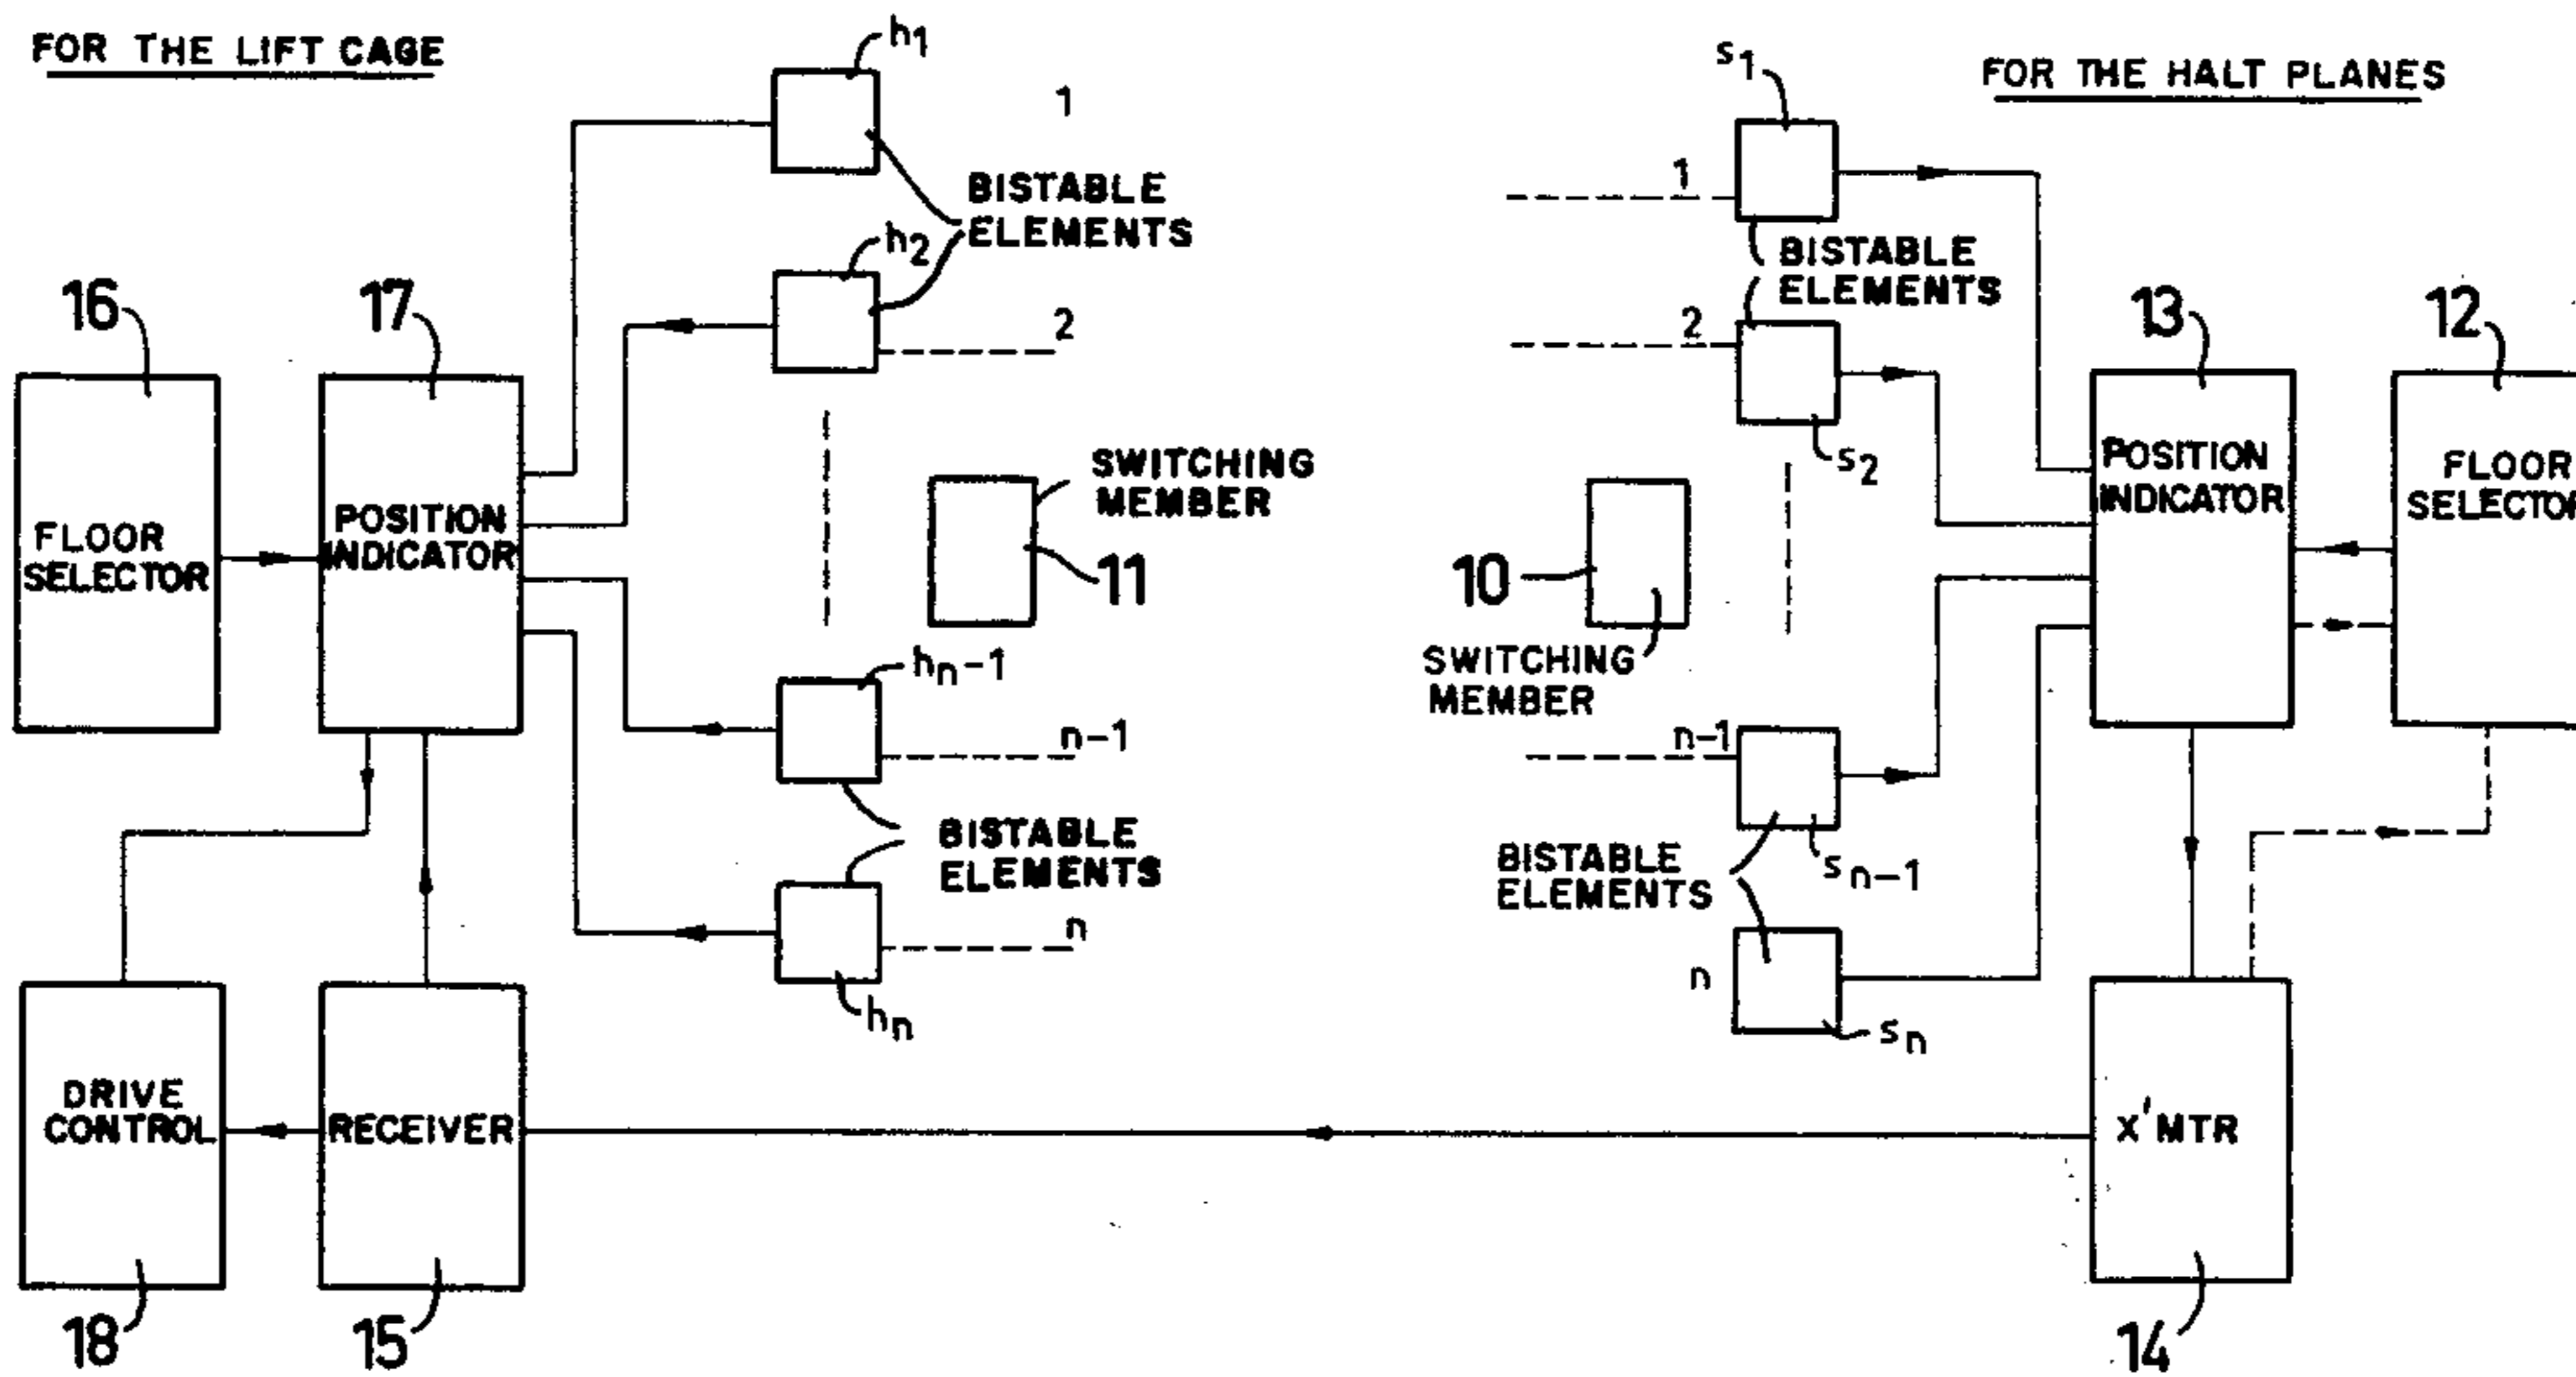 FOR THE LIFT CAGE
h1
1
BISTABLE
ELEMENTS
h2
2
16
17
FLOOR
SELECTOR
POSITION
INDICATOR
SWITCHING
MEMBER
11
hn-1
n-1
BISTABLE
ELEMENTS
n
hn
DRIVE
CONTROL
RECEIVER
18
15
FOR THE HALT PLANES
s1
1
BISTABLE
ELEMENTS
2
s2
13
12
POSITION
INDICATOR
FLOOR
SELECTOR
10
SWITCHING
MEMBER
n-1
sn-1
BISTABLE
ELEMENTS
n
sn
X'MTR
14